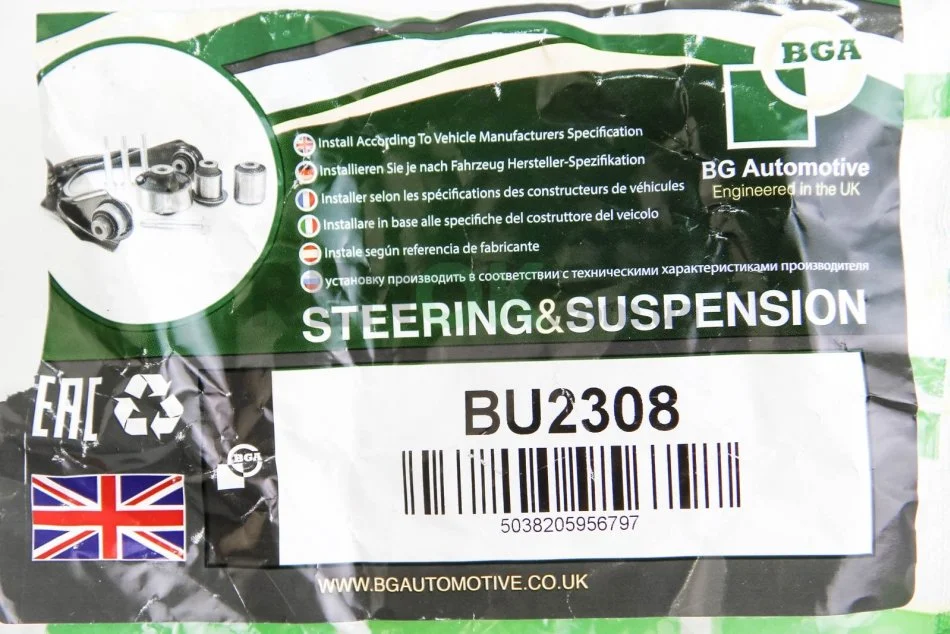 BGA
BG Automotive
Engineered in the UK
Install According To Vehicle Manufacturers Specification
Installieren Sie je nach Fahrzeug Hersteller-Spezifikation
Installer selon les spécifications des constructeurs de véhicules
Installare in base alle specifiche del costruttore del veicolo
Instale según referencia de fabricante
установку производить в соответствии с техническими характеристиками производителя
STEERING&SUSPENSION
EAC
BGA
BU2308
5038205956797
WWW.BGAUTOMOTIVE.CO.UK